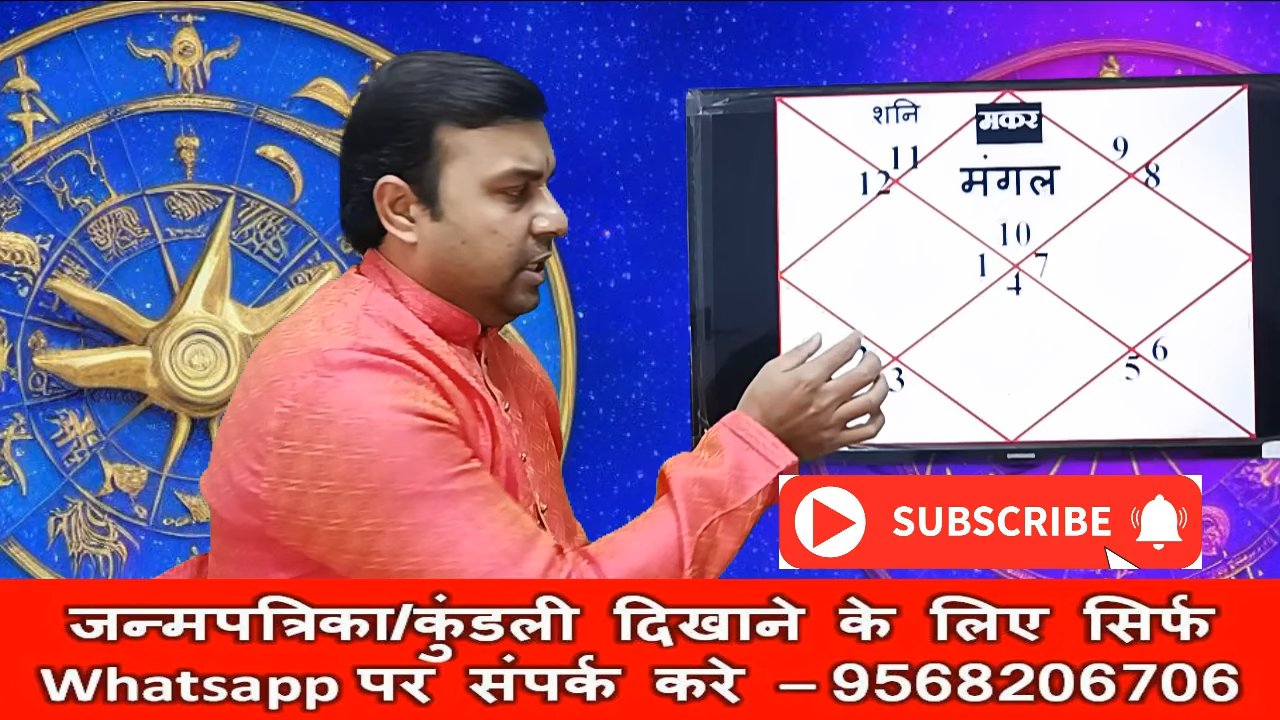 शनि
मकर
मंगल
11
12
9
8
10
1
7
4
3
5
6
SUBSCRIBE
जन्मपत्रिका/कुंडली दिखाने के लिए सिर्फ
Whatsapp पर संपर्क करे – 9568206706